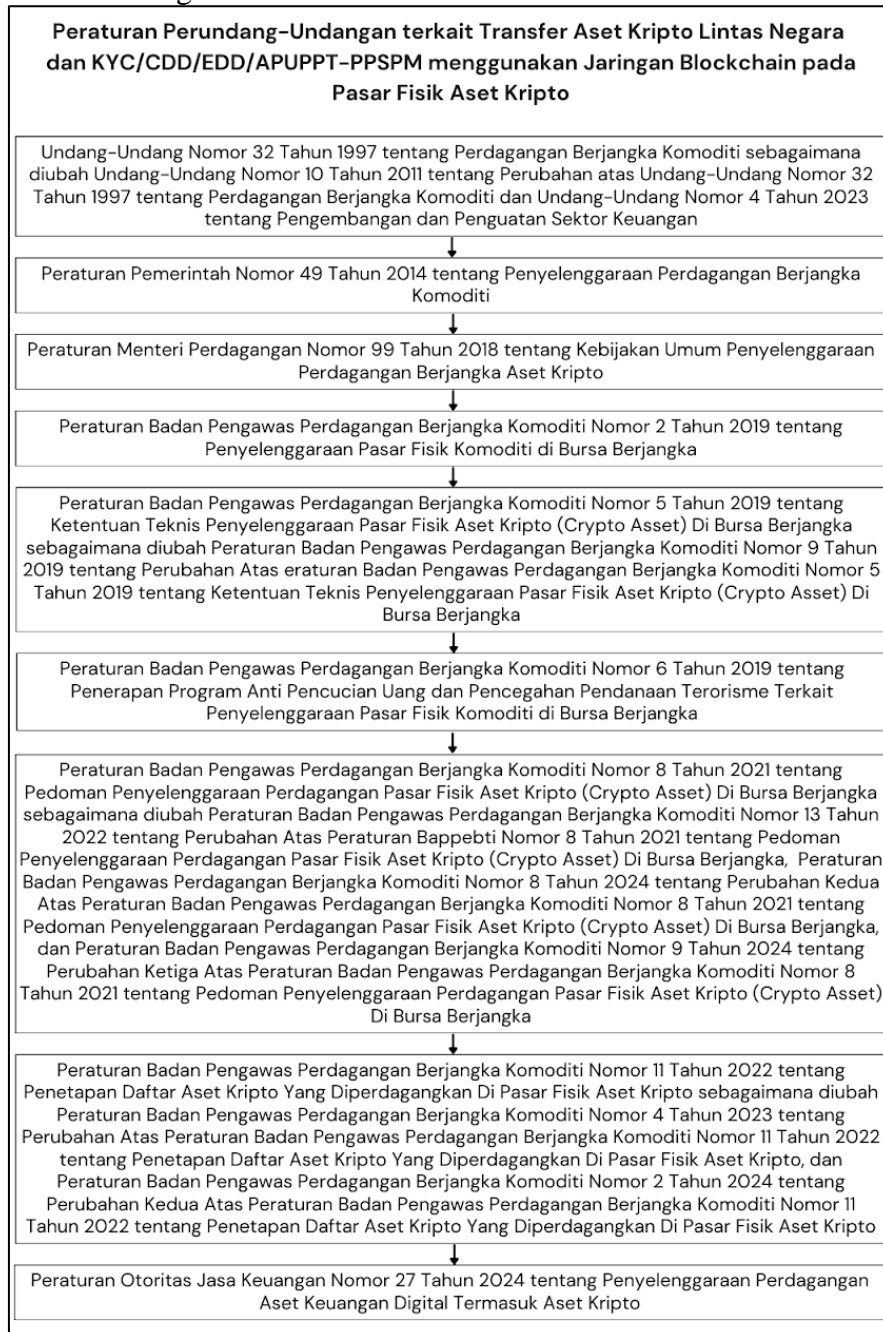 Peraturan Perundang-Undangan terkait Transfer Aset Kripto Lintas Negara
dan KYC/CDD/EDD/APUPPT-PPSPM menggunakan Jaringan Blockchain pada
Pasar Fisik Aset Kripto
Undang-Undang Nomor 32 Tahun 1997 tentang Perdagangan Berjangka Komoditi sebagaimana
diubah Undang-Undang Nomor 10 Tahun 2011 tentang Perubahan atas Undang-Undang Nomor 32
Tahun 1997 tentang Perdagangan Berjangka Komoditi dan Undang-Undang Nomor 4 Tahun 2023
tentang Pengembangan dan Penguatan Sektor Keuangan
Peraturan Pemerintah Nomor 49 Tahun 2014 tentang Penyelenggaraan Perdagangan Berjangka
Komoditi
Peraturan Menteri Perdagangan Nomor 99 Tahun 2018 tentang Kebijakan Umum Penyelenggaraan
Perdagangan Berjangka Aset Kripto
Peraturan Badan Pengawas Perdagangan Berjangka Komoditi Nomor 2 Tahun 2019 tentang
Penyelenggaraan Pasar Fisik Komoditi di Bursa Berjangka
Peraturan Badan Pengawas Perdagangan Berjangka Komoditi Nomor 5 Tahun 2019 tentang
Ketentuan Teknis Penyelenggaraan Pasar Fisik Aset Kripto (Crypto Asset) Di Bursa Berjangka
sebagaimana diubah Peraturan Badan Pengawas Perdagangan Berjangka Komoditi Nomor 9 Tahun
2019 tentang Perubahan Atas eraturan Badan Pengawas Perdagangan Berjangka Komoditi Nomor 5
Tahun 2019 tentang Ketentuan Teknis Penyelenggaraan Pasar Fisik Aset Kripto (Crypto Asset) Di
Bursa Berjangka
Peraturan Badan Pengawas Perdagangan Berjangka Komoditi Nomor 6 Tahun 2019 tentang
Penerapan Program Anti Pencucian Uang dan Pencegahan Pendanaan Terorisme Terkait
Penyelenggaraan Pasar Fisik Komoditi di Bursa Berjangka
Peraturan Badan Pengawas Perdagangan Berjangka Komoditi Nomor 8 Tahun 2021 tentang
Pedoman Penyelenggaraan Perdagangan Pasar Fisik Aset Kripto (Crypto Asset) Di Bursa Berjangka
sebagaimana diubah Peraturan Badan Pengawas Perdagangan Berjangka Komoditi Nomor 13 Tahun
2022 tentang Perubahan Atas Peraturan Bappebti Nomor 8 Tahun 2021 tentang Pedoman
Penyelenggaraan Perdagangan Pasar Fisik Aset Kripto (Crypto Asset) Di Bursa Berjangka, Peraturan
Badan Pengawas Perdagangan Berjangka Komoditi Nomor 8 Tahun 2024 tentang Perubahan Kedua
Atas Peraturan Badan Pengawas Perdagangan Berjangka Komoditi Nomor 8 Tahun 2021 tentang
Pedoman Penyelenggaraan Perdagangan Pasar Fisik Aset Kripto (Crypto Asset) Di Bursa Berjangka,
dan Peraturan Badan Pengawas Perdagangan Berjangka Komoditi Nomor 9 Tahun 2024 tentang
Perubahan Ketiga Atas Peraturan Badan Pengawas Perdagangan Berjangka Komoditi Nomor 8
Tahun 2021 tentang Pedoman Penyelenggaraan Perdagangan Pasar Fisik Aset Kripto (Crypto Asset)
Di Bursa Berjangka
Peraturan Badan Pengawas Perdagangan Berjangka Komoditi Nomor 11 Tahun 2022 tentang
Penetapan Daftar Aset Kripto Yang Diperdagangkan Di Pasar Fisik Aset Kripto sebagaimana diubah
Peraturan Badan Pengawas Perdagangan Berjangka Komoditi Nomor 4 Tahun 2023 tentang
Perubahan Atas Peraturan Badan Pengawas Perdagangan Berjangka Komoditi Nomor 11 Tahun 2022
tentang Penetapan Daftar Aset Kripto Yang Diperdagangkan Di Pasar Fisik Aset Kripto, dan
Peraturan Badan Pengawas Perdagangan Berjangka Komoditi Nomor 2 Tahun 2024 tentang
Perubahan Kedua Atas Peraturan Badan Pengawas Perdagangan Berjangka Komoditi Nomor 11
Tahun 2022 tentang Penetapan Daftar Aset Kripto Yang Diperdagangkan Di Pasar Fisik Aset Kripto
Peraturan Otoritas Jasa Keuangan Nomor 27 Tahun 2024 tentang Penyelenggaraan Perdagangan
Aset Keuangan Digital Termasuk Aset Kripto